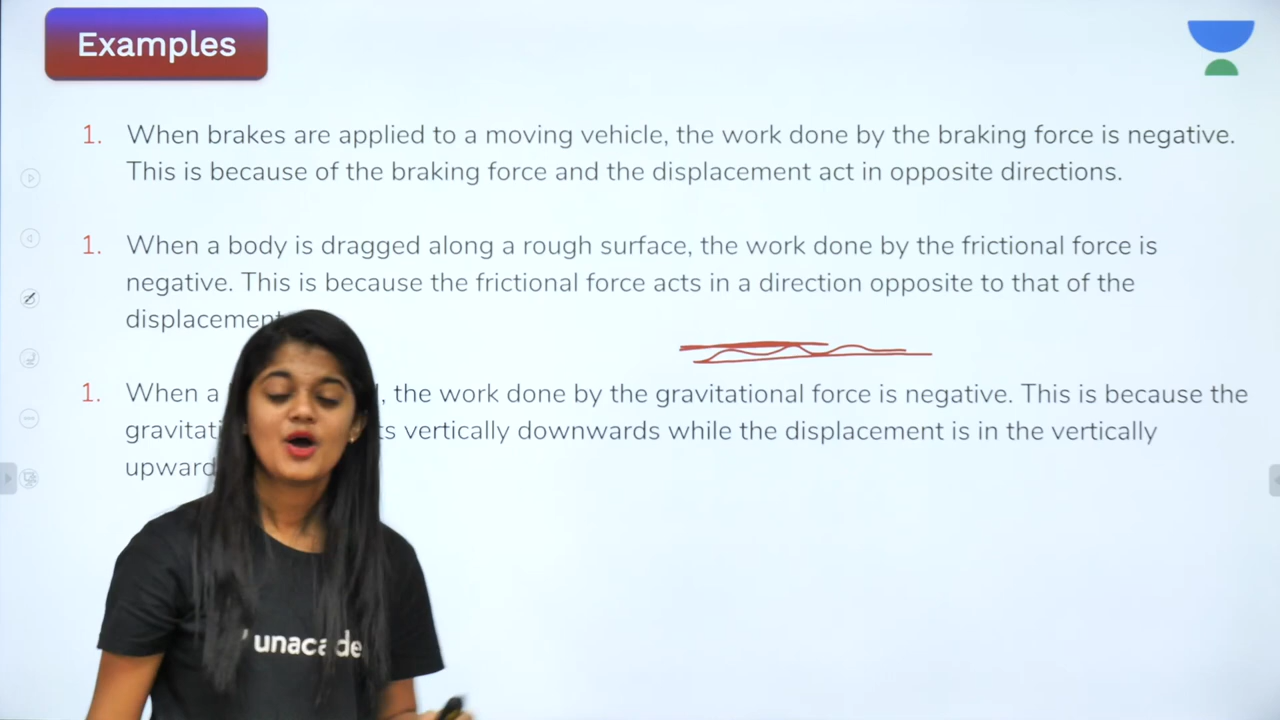 Examples
1. When brakes are applied to a moving vehicle, the work done by the braking force is negative.
This is because of the braking force and the displacement act in opposite directions.
1. When a body is dragged along a rough surface, the work done by the frictional force is
negative. This is because the frictional force acts in a direction opposite to that of the
displacement
1. When a , the work done by the gravitational force is negative. This is because the
vertically downwards while the displacement is in the vertically